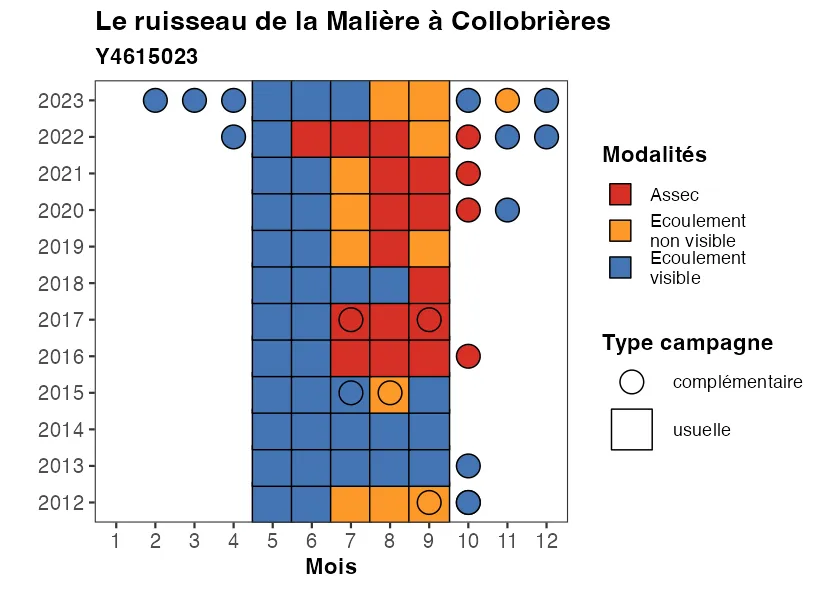 Le ruisseau de la Malière à Collobrières
Y4615023
2023
2022
2021
2020
2019
2018
2017
2016
2015
2014
2013
2012
1 2 3 4 5 6 7 8 9 10 11 12
Mois
Modalités
Assec
Ecoulement
non visible
Ecoulement
visible
Type campagne
complémentaire
usuelle